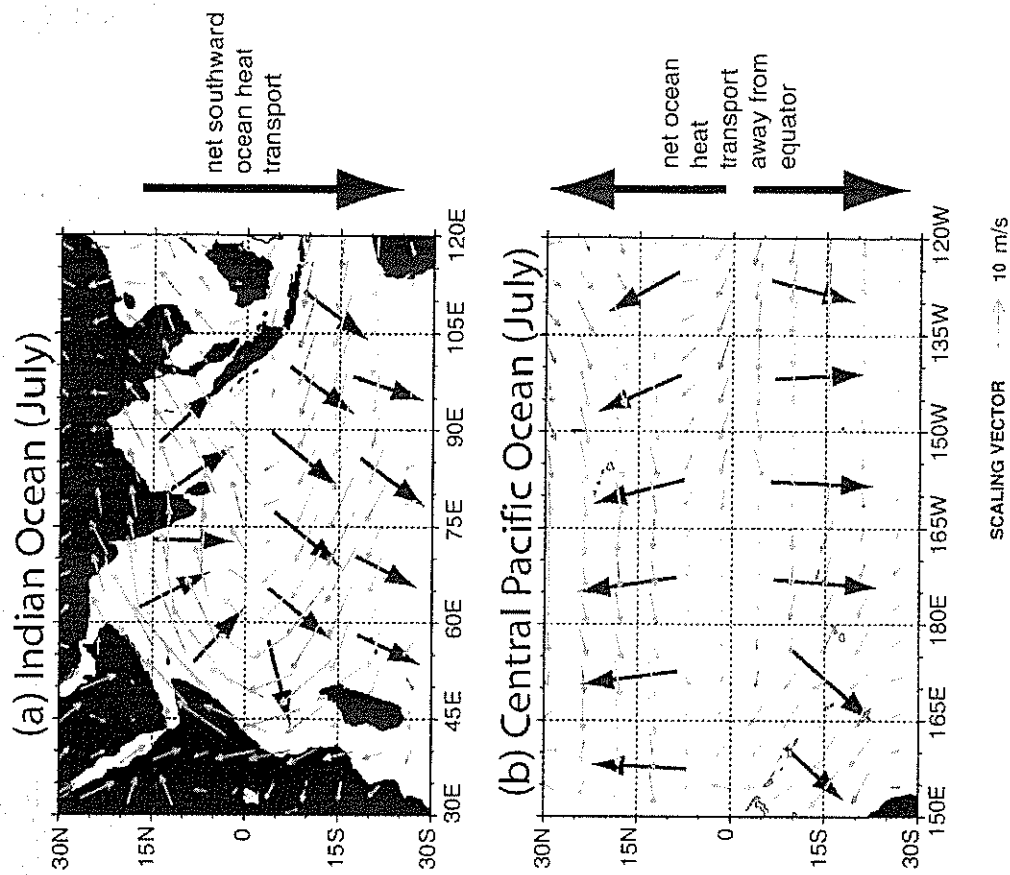 (a) Indian Ocean (July)
30N
15N
0
15S
30S
30E
45E
60E
75E
90E
105E
120E
net southward
ocean heat
transport
(b) Central Pacific Ocean (July)
30N
15N
0
15S
30S
150E
165E
180E
165W
150W
135W
120W
net ocean
heat
transport
away from
equator
SCALING VECTOR
10 m/s